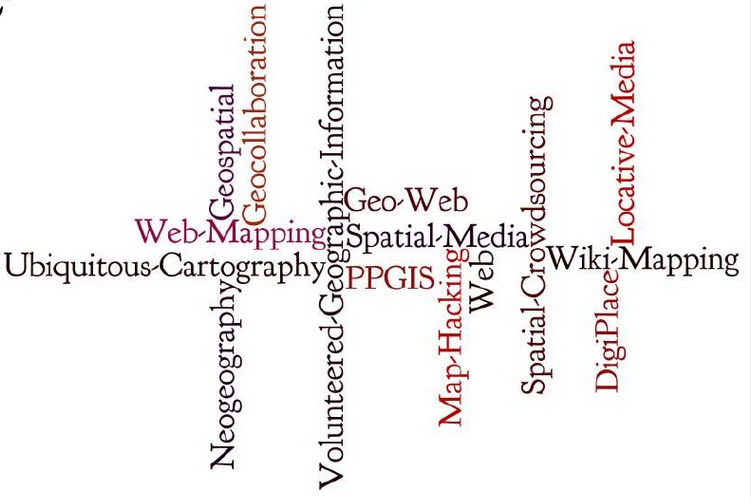 Geospatial
Geocollaboration
Volunteered-Geographic-Information
Locative-Media
Spatial-Crowdsourcing
Geo-Web
Web-Mapping
Spatial-Media
Ubiquitous-Cartography
Wiki-Mapping
PPGIS
Map-Hacking
Web
DigiPlace
Neogeography